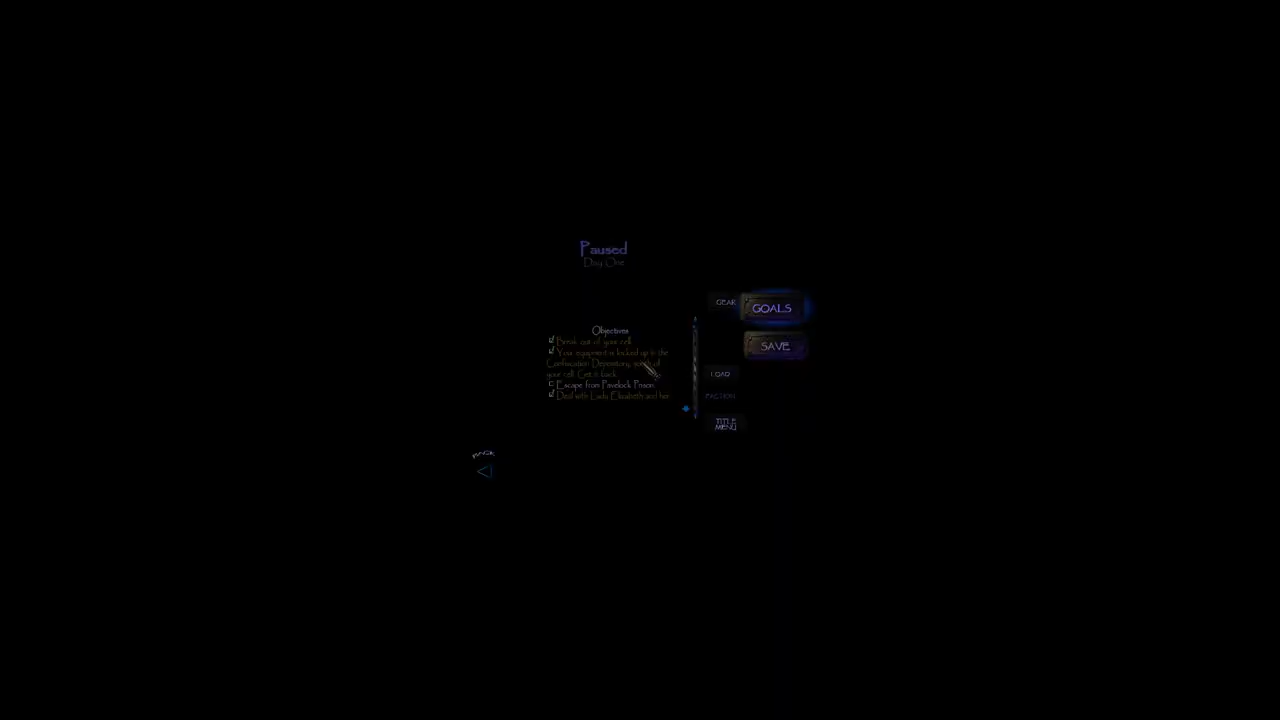 Paused
Day One
GEAR
GOALS
Objectives
Break out of your cell.
SAVE
Your equipment is locked up in the
Confiscation Depository, south of
your cell. Get it back.
LOAD
Escape from Pavelock Prison.
FACTION
Deal with Lady Elizabeth and her
TITLE
MENU
BACK